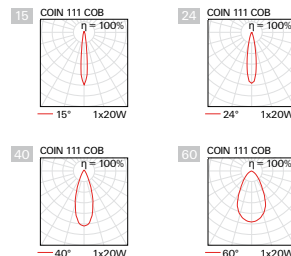 15 COIN 111 COB
η = 100%
15° 1x20W
24 COIN 111 COB
η = 100%
24° 1x20W
40 COIN 111 COB
η = 100%
40° 1x20W
60 COIN 111 COB
η = 100%
60° 1x20W